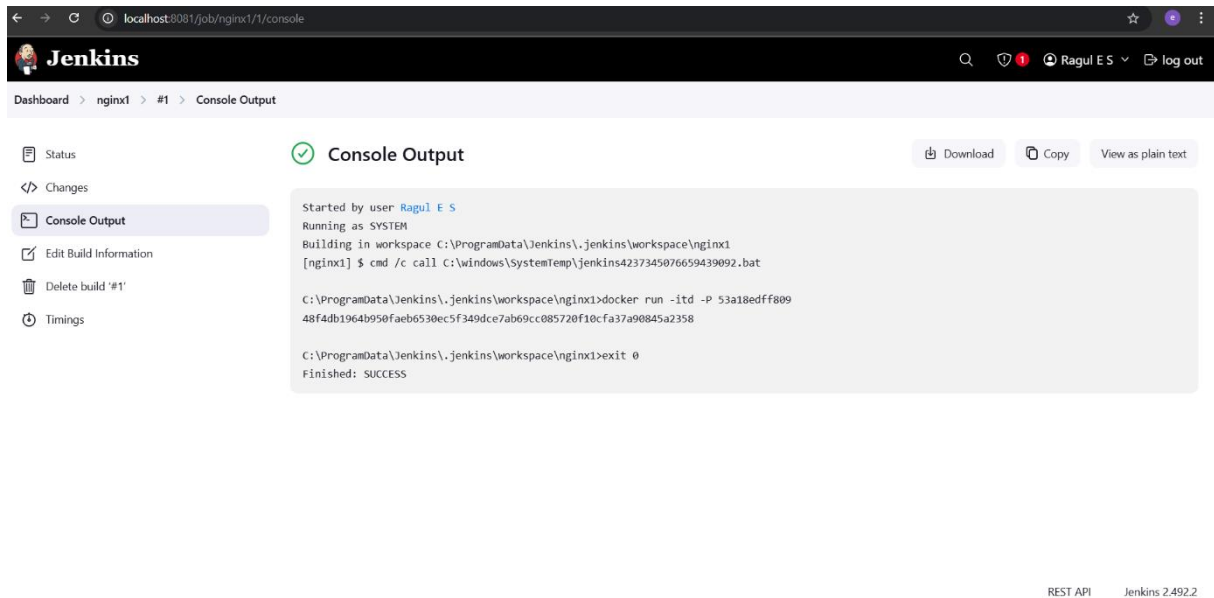 localhost:8081/job/nginx1/1/console
e
Jenkins
1
Ragul E S
log out
Dashboard > nginx1 > #1 > Console Output
Status
Changes
Console Output
Edit Build Information
Delete build '#1'
Timings
Console Output
Download
Copy
View as plain text
Started by user Ragul E S
Running as SYSTEM
Building in workspace C:\ProgramData\Jenkins\.jenkins\workspace\nginx1
[nginx1] $ cmd /c call C:\windows\SystemTemp\jenkins4237345076659439092.bat
C:\ProgramData\Jenkins\.jenkins\workspace\nginx1>docker run -itd -P 53a18edff809
48f4db1964b950faeb6530ec5f349dce7ab69cc085720f10cfa37a90845a2358
C:\ProgramData\Jenkins\.jenkins\workspace\nginx1>exit 0
Finished: SUCCESS
REST API
Jenkins 2.492.2